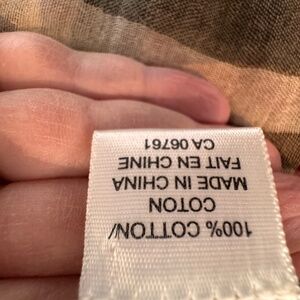 100% COTTON/
COTON
MADE IN CHINA
FAIT EN CHINE
CA 06761